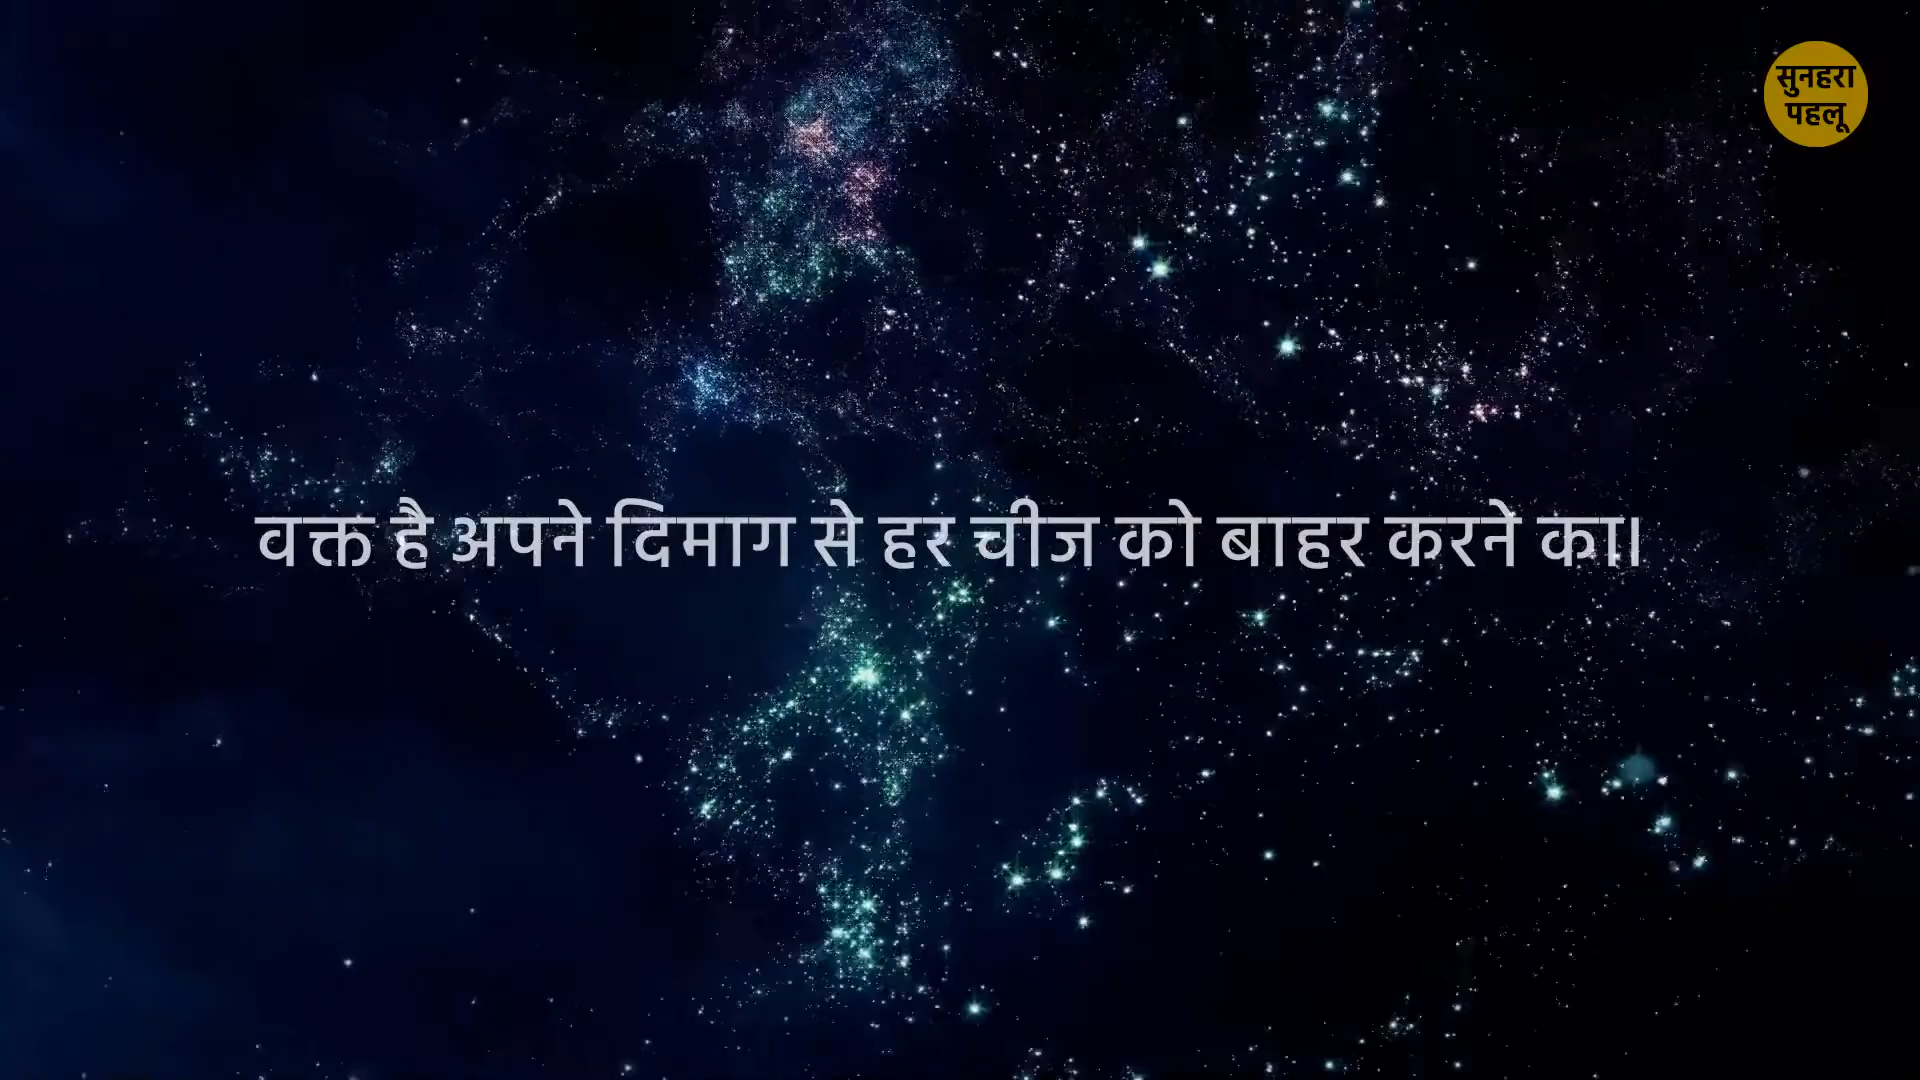 सुनहरा
पहलू
वक्त है अपने दिमाग से हर चीज को बाहर करने का।